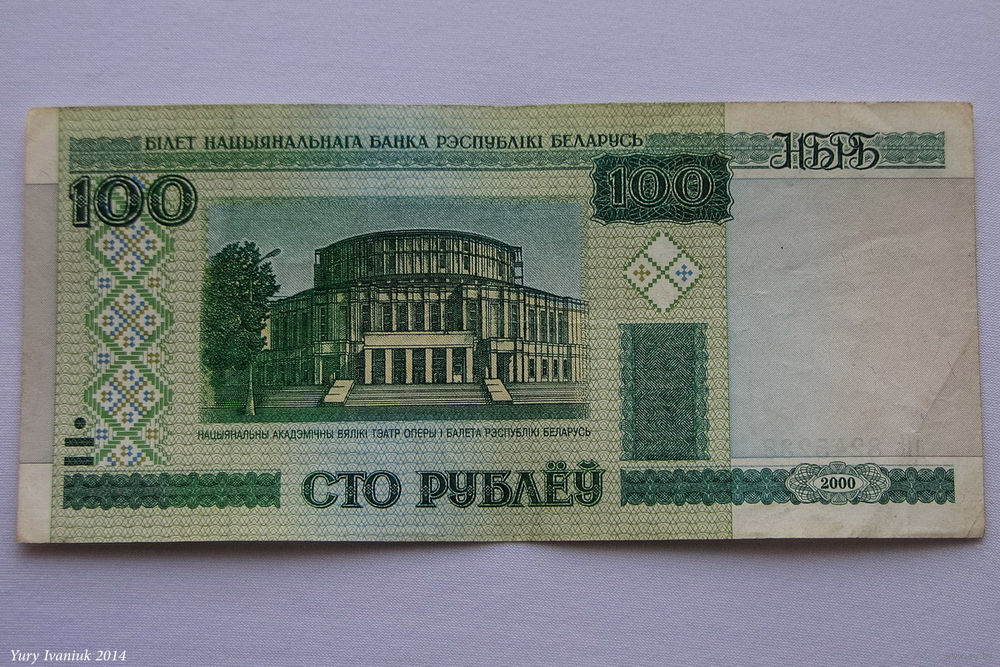 БІЛЕТ НАЦЫЯНАЛЬНАГА БАНКА РЭСПУБЛІКІ БЕЛАРУСЬ
НБРБ
100
100
НАЦЫЯНАЛЬНЫ АКАДЭМІЧНЫ ВЯЛІКІ ТЭАТР ОПЕРЫ І БАЛЕТА РЭСПУБЛІКІ БЕЛАРУСЬ
СТО РУБЛЁЎ
2000
Yury Ivaniuk 2014